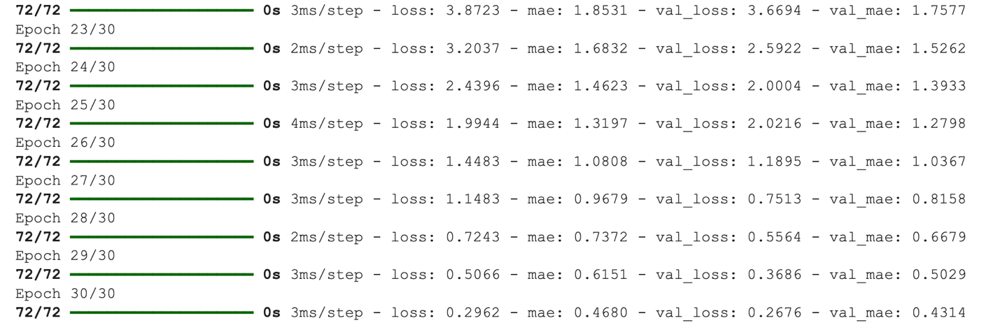 72/72 ━━━━━━━━━━━━━━━━━━━━ 0s 3ms/step - loss: 3.8723 - mae: 1.8531 - val_loss: 3.6694 - val_mae: 1.7577
Epoch 23/30
72/72 ━━━━━━━━━━━━━━━━━━━━ 0s 2ms/step - loss: 3.2037 - mae: 1.6832 - val_loss: 2.5922 - val_mae: 1.5262
Epoch 24/30
72/72 ━━━━━━━━━━━━━━━━━━━━ 0s 3ms/step - loss: 2.4396 - mae: 1.4623 - val_loss: 2.0004 - val_mae: 1.3933
Epoch 25/30
72/72 ━━━━━━━━━━━━━━━━━━━━ 0s 4ms/step - loss: 1.9944 - mae: 1.3197 - val_loss: 2.0216 - val_mae: 1.2798
Epoch 26/30
72/72 ━━━━━━━━━━━━━━━━━━━━ 0s 3ms/step - loss: 1.4483 - mae: 1.0808 - val_loss: 1.1895 - val_mae: 1.0367
Epoch 27/30
72/72 ━━━━━━━━━━━━━━━━━━━━ 0s 3ms/step - loss: 1.1483 - mae: 0.9679 - val_loss: 0.7513 - val_mae: 0.8158
Epoch 28/30
72/72 ━━━━━━━━━━━━━━━━━━━━ 0s 2ms/step - loss: 0.7243 - mae: 0.7372 - val_loss: 0.5564 - val_mae: 0.6679
Epoch 29/30
72/72 ━━━━━━━━━━━━━━━━━━━━ 0s 3ms/step - loss: 0.5066 - mae: 0.6151 - val_loss: 0.3686 - val_mae: 0.5029
Epoch 30/30
72/72 ━━━━━━━━━━━━━━━━━━━━ 0s 3ms/step - loss: 0.2962 - mae: 0.4680 - val_loss: 0.2676 - val_mae: 0.4314